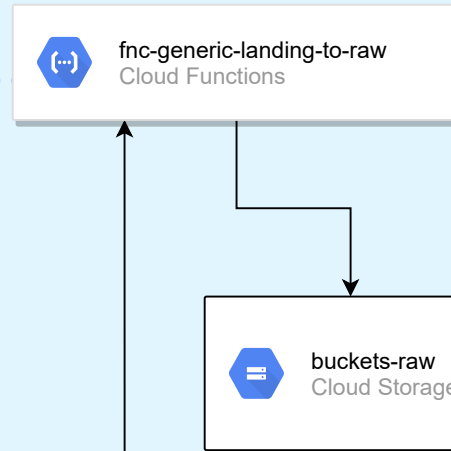 fnc-generic-landing-to-raw
Cloud Functions
buckets-raw
Cloud Storage